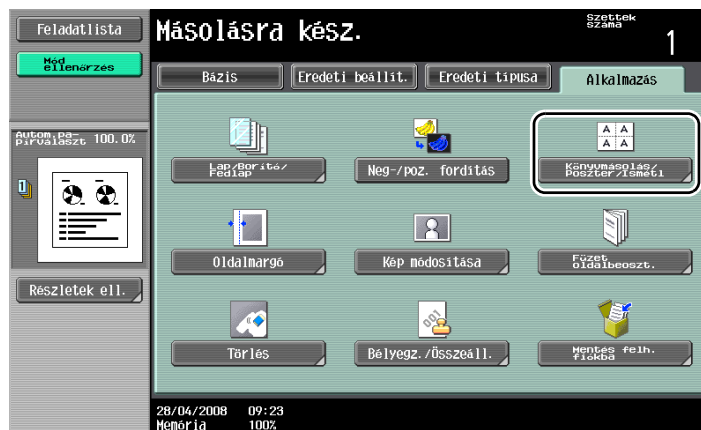 Feladatlista
Mód
ellenőrzés
Másolásra kész.
Szettek
száma
1
Bázis
Eredeti beállít.
Eredeti típusa
Alkalmazás
Autom.pa-
pírválaszt
100.0%
Lap/Borító/
Fedlap
Neg-/poz. fordítás
A A
A A
Könyvmásolás/
Poszter/Ismétl
Oldalmargó
Kép módosítása
Füzet
oldalbeoszt.
Részletek ell.
Törlés
001
Bélyegz./Összeáll.
Mentés felh.
fiókba
28/04/2008 09:23
Memória 100%